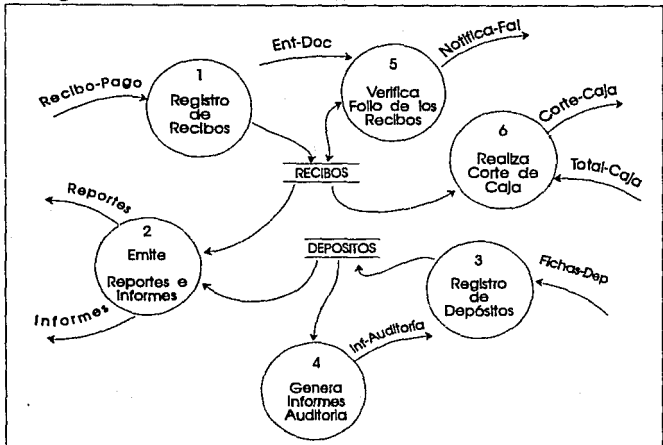 Ent-Doc
Notifica-Fal
Recibo-Pago
1
Registro
de
Recibos
5
Verifica
Folio de los
Recibos
Corte-Caja
6
Realiza
Corte de
Caja
Total-Caja
RECIBOS
Reportes
2
Emite
Reportes e
Informes
Informes
DEPOSITOS
3
Registro
de
Depósitos
Fichas-Dep
Inf-Auditoría
4
Genera
Informes
Auditoria